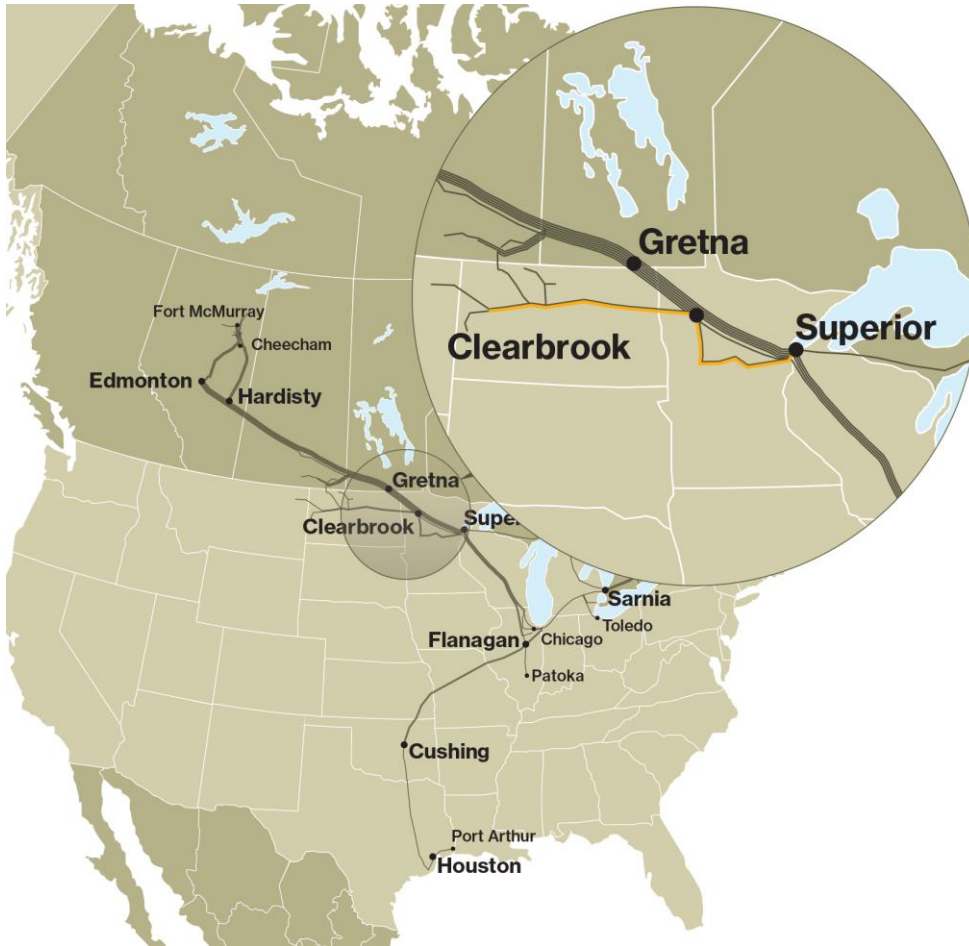 Gretna
Superior
Clearbrook
Fort McMurray
Cheecham
Edmonton
Hardisty
Gretna
Clearbrook
Supe
Sarnia
Toledo
Chicago
Flanagan
Patoka
Cushing
Port Arthur
Houston